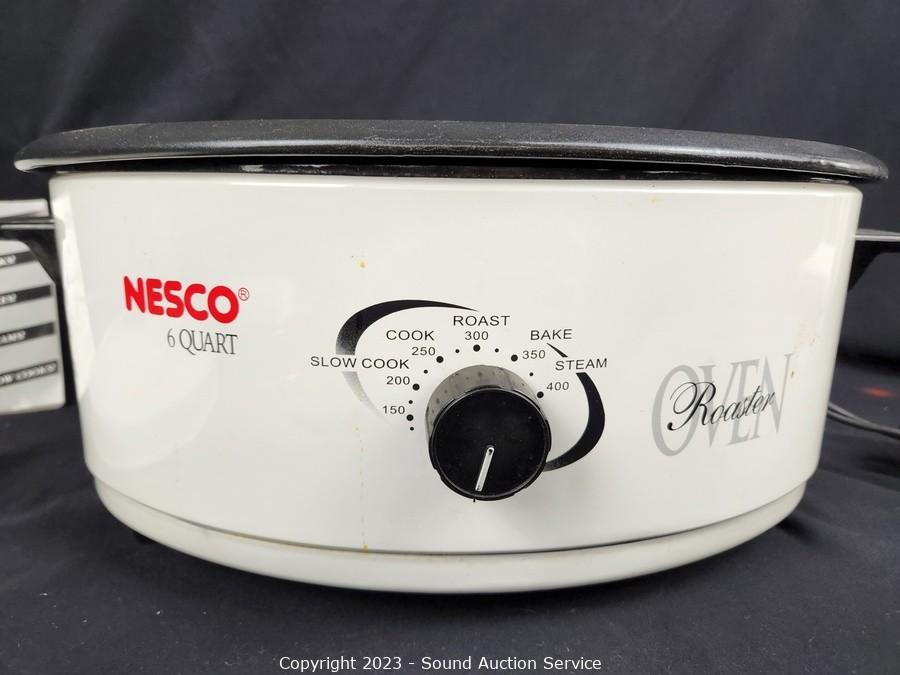 NESCO®
6 QUART
SLOW COOK
COOK
ROAST
BAKE
STEAM
150
200
250
300
350
400
Roaster
OVEN
Copyright 2023 - Sound Auction Service